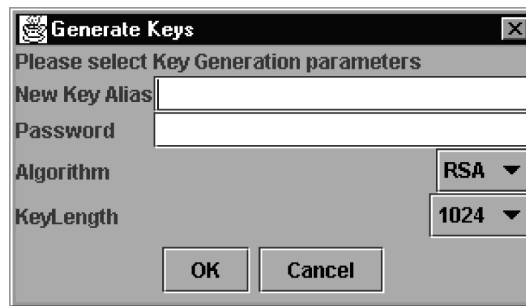 Generate Keys
Please select Key Generation parameters
New Key Alias
Password
Algorithm RSA
KeyLength 1024
OK Cancel